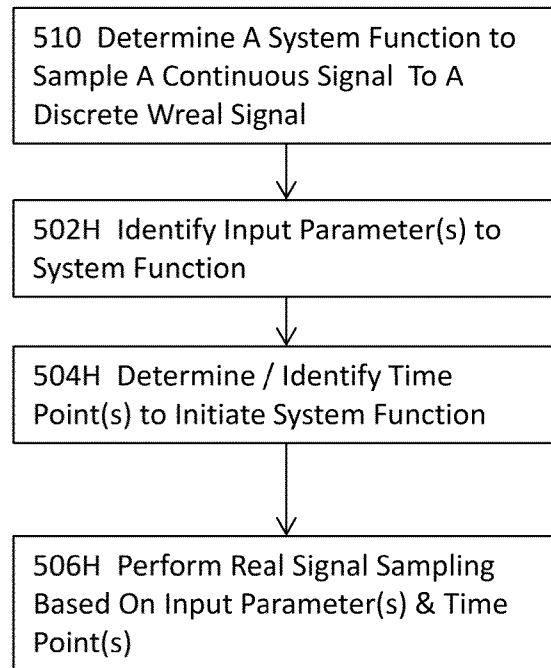 510 Determine A System Function to
Sample A Continuous Signal To A
Discrete Wreal Signal
502H Identify Input Parameter(s) to
System Function
504H Determine / Identify Time
Point(s) to Initiate System Function
506H Perform Real Signal Sampling
Based On Input Parameter(s) & Time
Point(s)